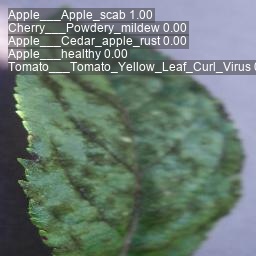 Apple___Apple_scab 1.00
Cherry___Powdery_mildew 0.00
Apple___Cedar_apple_rust 0.00
Apple___healthy 0.00
Tomato___Tomato_Yellow_Leaf_Curl_Virus